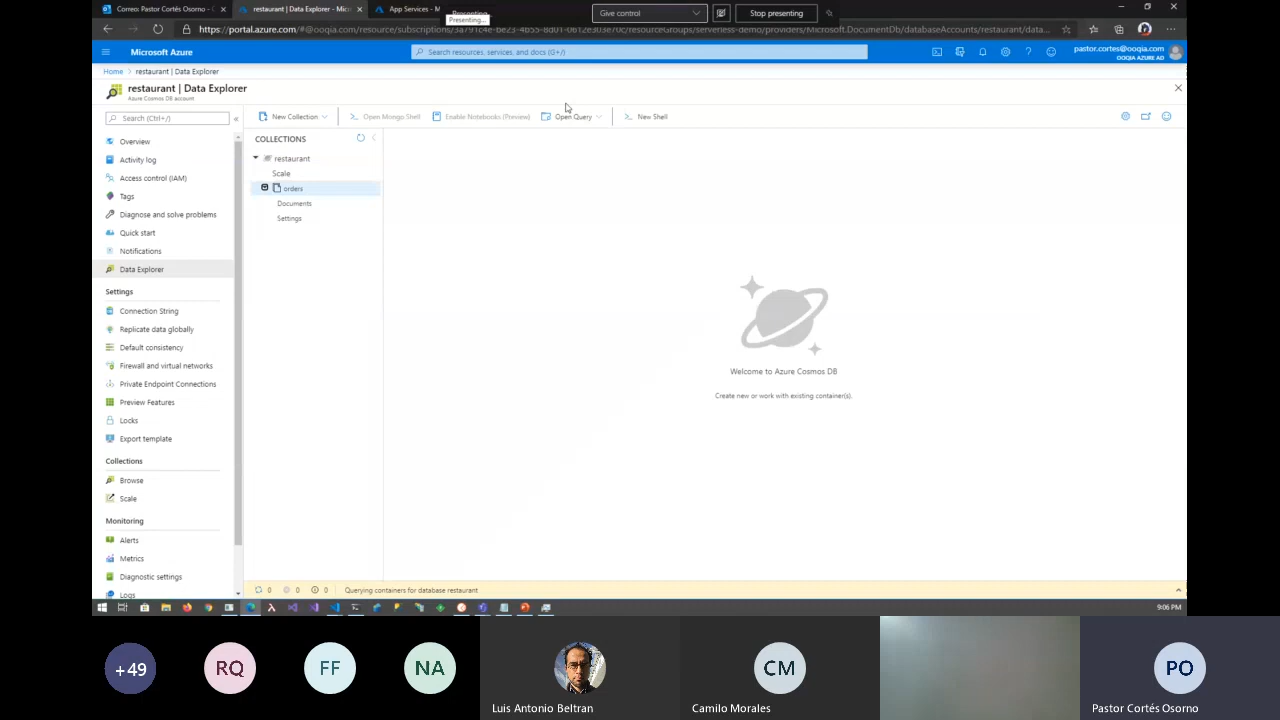 Correo: Pastor Cortés Osorno - C
restaurant | Data Explorer - Micr
App Services - M
Presenting...
Give control
Stop presenting
Microsoft Azure
Search resources, services, and docs (G+/)
pastor.cortes@ooqia.com
OOQIA AZURE AD
Home
restaurant | Data Explorer
restaurant | Data Explorer
Azure Cosmos DB account
Search (Ctrl+/)
New Collection
Open Mongo Shell
Enable Notebooks (Preview)
Open Query
New Shell
Overview
Activity log
Access control (IAM)
Tags
Diagnose and solve problems
Quick start
Notifications
Data Explorer
Settings
Connection String
Replicate data globally
Default consistency
Firewall and virtual networks
Private Endpoint Connections
Preview Features
Locks
Export template
Collections
Browse
Scale
Monitoring
Alerts
Metrics
Diagnostic settings
Logs
COLLECTIONS
restaurant
Scale
orders
Documents
Settings
Welcome to Azure Cosmos DB
Create new or work with existing container(s).
0
0
0
Querying containers for database restaurant
9:06 PM
+49
RQ
FF
NA
Luis Antonio Beltran
CM
Camilo Morales
PO
Pastor Cortés Osorno